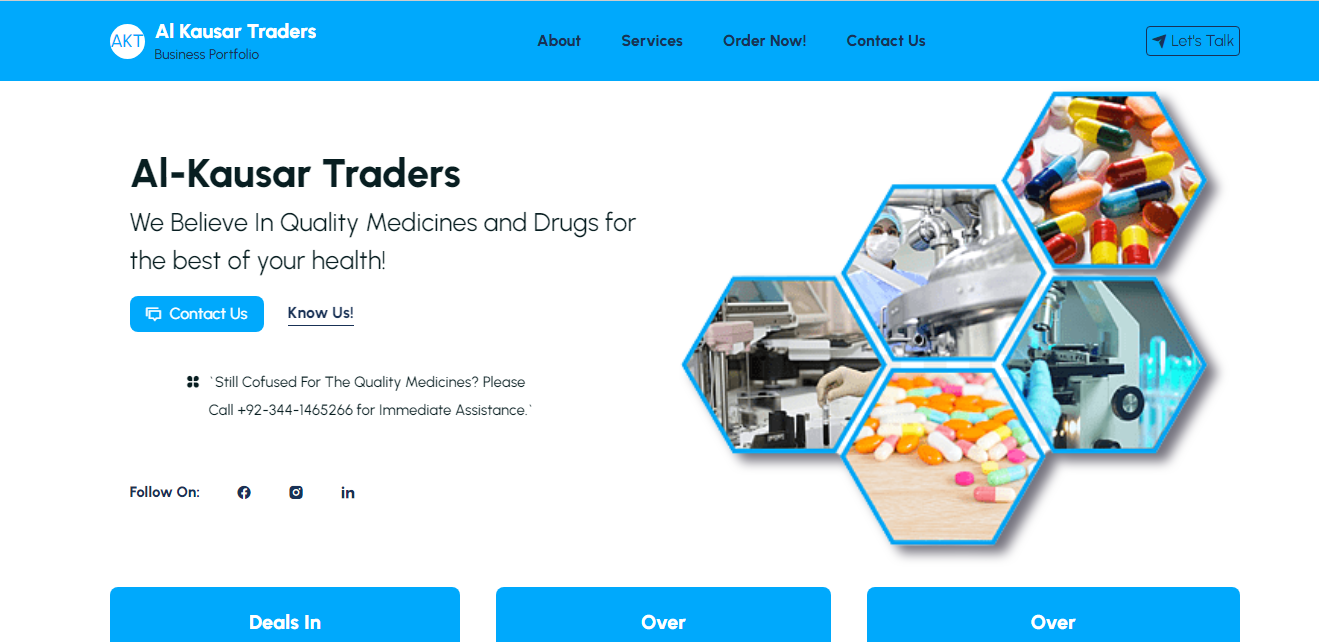 AKT
Al Kausar Traders
Business Portfolio
About
Services
Order Now!
Contact Us
Let's Talk
Al-Kausar Traders
We Believe In Quality Medicines and Drugs for
the best of your health!
Contact Us
Know Us!
`Still Cofused For The Quality Medicines? Please
Call +92-344-1465266 for Immediate Assistance.`
Follow On:
Deals In
Over
Over